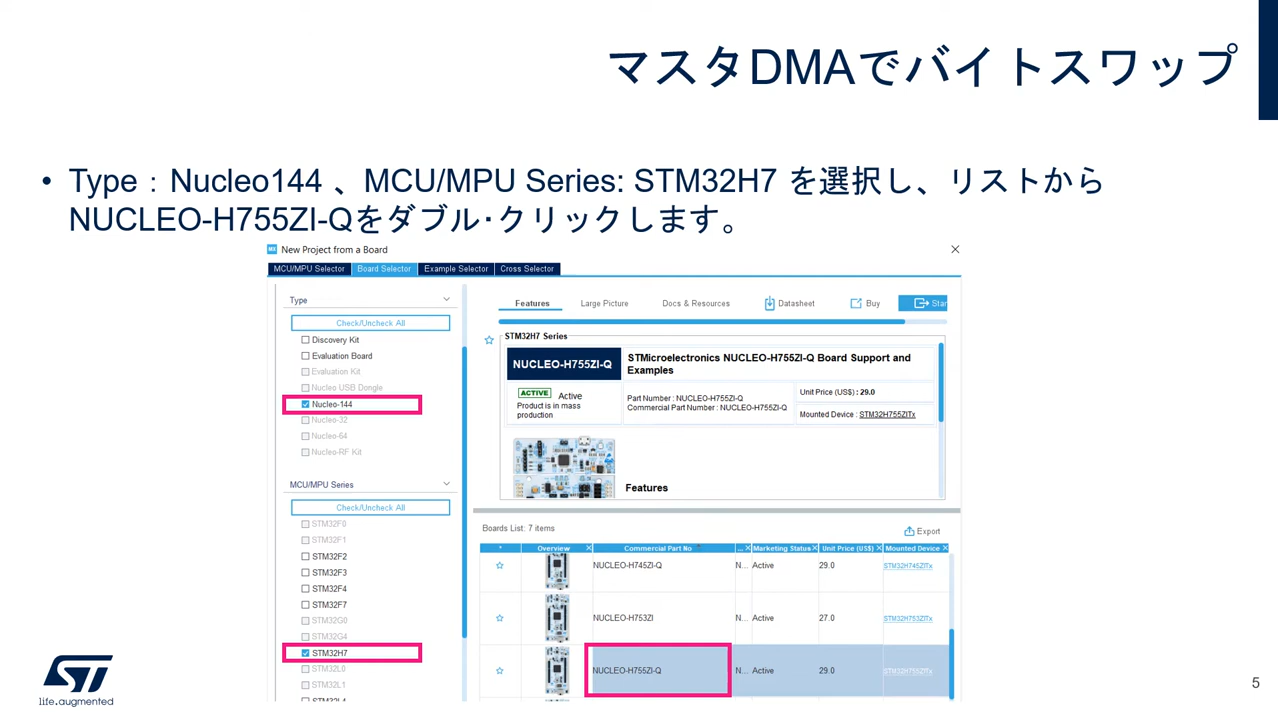 マスタDMAでバイトスワップ
• Type：Nucleo144 、MCU/MPU Series: STM32H7 を選択し、リストから
NUCLEO-H755ZI-Qをダブル･クリックします。
MX New Project from a Board
MCU/MPU Selector Board Selector Example Selector Cross Selector
Type
Check/Uncheck All
Discovery Kit
Evaluation Board
Evaluation Kit
Nucleo USB Dongle
Nucleo-144
Nucleo-32
Nucleo-64
Nucleo-RF Kit
MCU/MPU Series
Check/Uncheck All
STM32F0
STM32F1
STM32F2
STM32F3
STM32F4
STM32F7
STM32G0
STM32G4
STM32H7
STM32L0
STM32L1
STM32L4
Features Large Picture Docs & Resources Datasheet Buy Star
STM32H7 Series
NUCLEO-H755ZI-Q
STMicroelectronics NUCLEO-H755ZI-Q Board Support and
Examples
ACTIVE Active
Product is in mass
production
Part Number : NUCLEO-H755ZI-Q
Commercial Part Number : NUCLEO-H755ZI-Q
Unit Price (US$) : 29.0
Mounted Device : STM32H755ZITx
Features
Boards List: 7 items
Export
* Overview Commercial Part No ... Marketing Status Unit Price (US$) Mounted Device
NUCLEO-H745ZI-Q N... Active 29.0 STM32H745ZITx
NUCLEO-H753ZI N... Active 27.0 STM32H753ZITx
NUCLEO-H755ZI-Q N... Active 29.0 STM32H755ZITx
ST
life.augmented
5